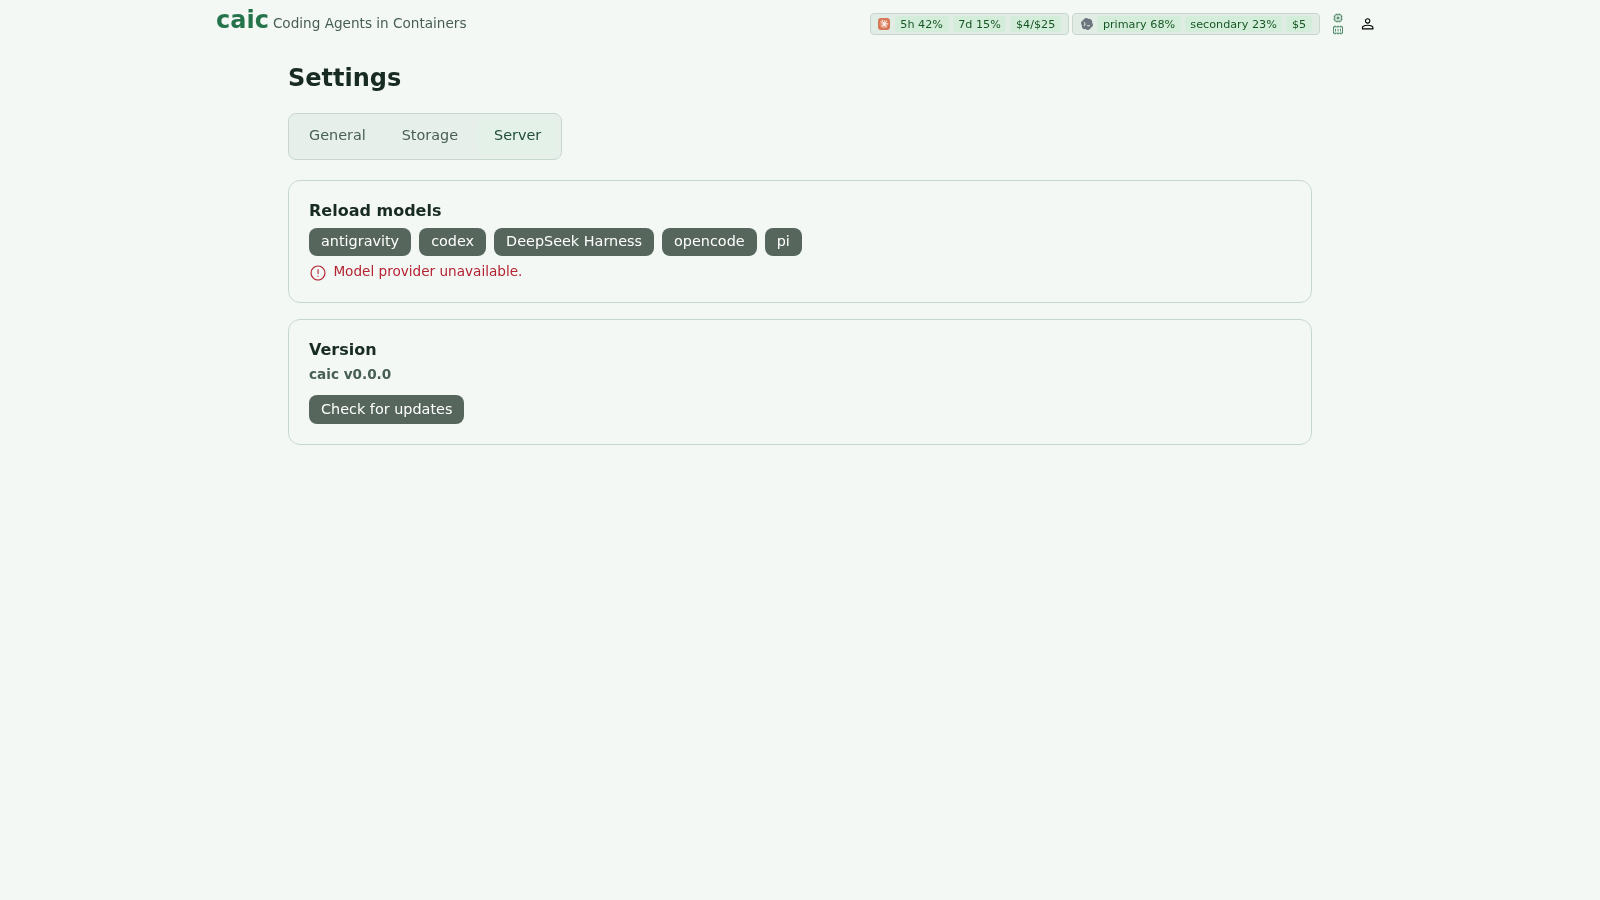 caic Coding Agents in Containers
5h 42% 7d 15% $4/$25 primary 68% secondary 23% $5
Settings
General Storage Server
Reload models
antigravity codex DeepSeek Harness opencode pi
Model provider unavailable.
Version
caic v0.0.0
Check for updates